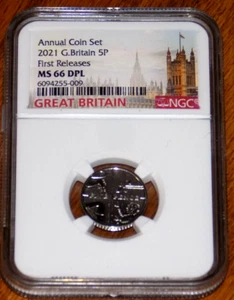 Annual Coin Set
2021 G.Britain 5P
First Releases
MS 66 DPL
6094255-009
GREAT BRITAIN
NGC